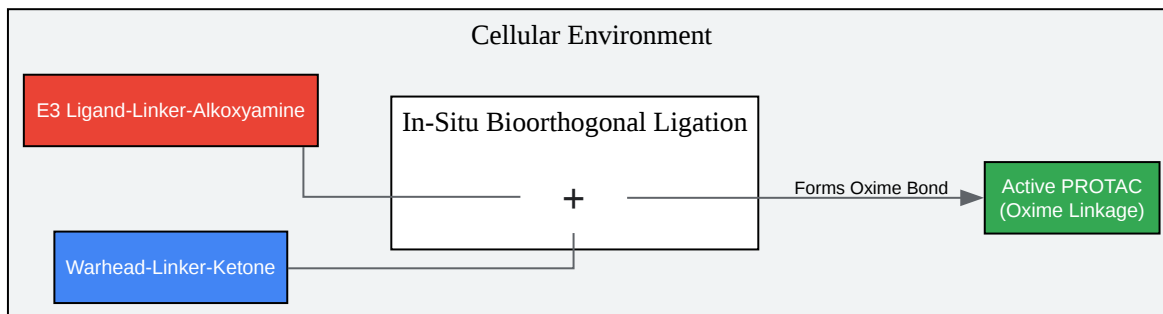 Cellular Environment
E3 Ligand-Linker-Alkoxyamine
In-Situ Bioorthogonal Ligation
+
Forms Oxime Bond
Active PROTAC
(Oxime Linkage)
Warhead-Linker-Ketone